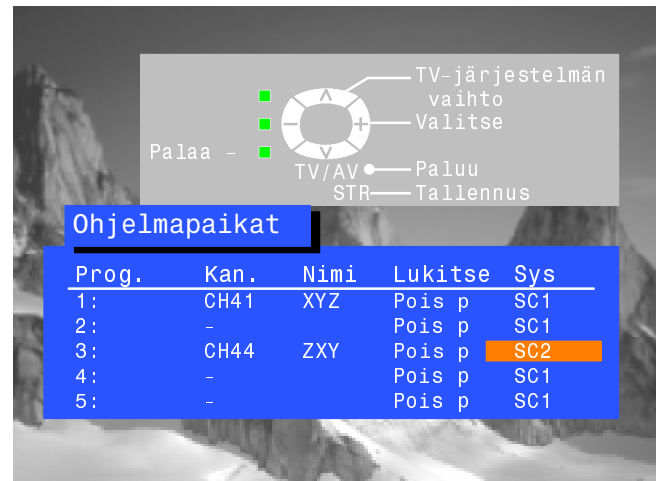 TV-järjestelmän
vaihto
Valitse
Palaa -
TV/AV Paluu
STR Tallennus
Ohjelmapaikat
Prog. Kan. Nimi Lukitse Sys
1: CH41 XYZ Pois p SC1
2: - Pois p SC1
3: CH44 ZXY Pois p SC2
4: - Pois p SC1
5: - Pois p SC1